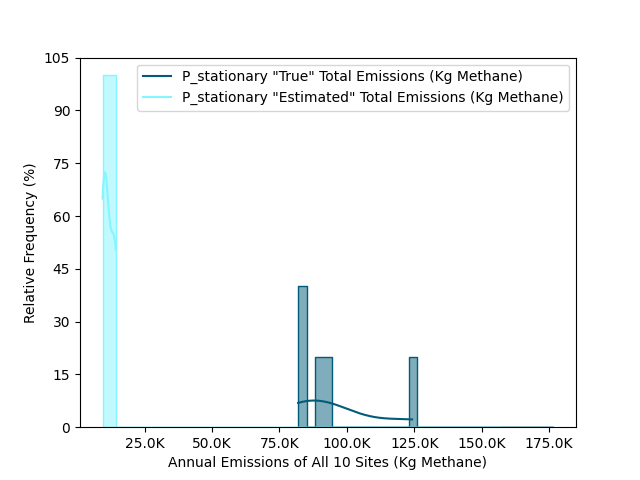 P_stationary "True" Total Emissions (Kg Methane)
P_stationary "Estimated" Total Emissions (Kg Methane)
Relative Frequency (%)
105
90
75
60
45
30
15
0
25.0K 50.0K 75.0K 100.0K 125.0K 150.0K 175.0K
Annual Emissions of All 10 Sites (Kg Methane)